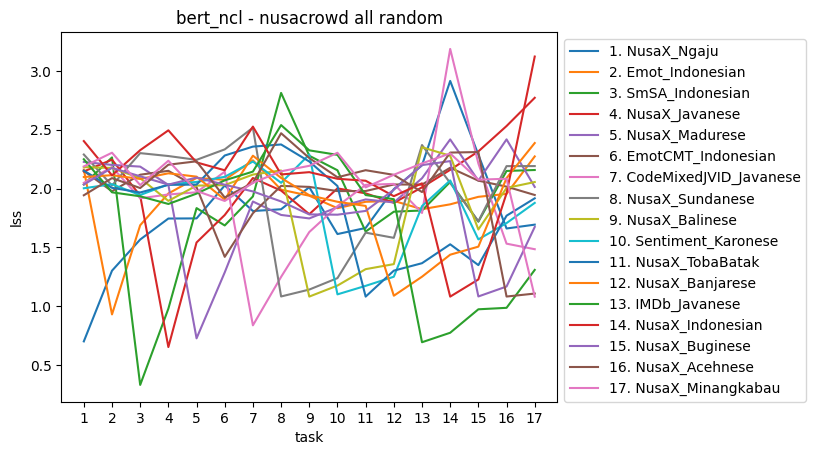 bert_ncl - nusacrowd all random
lss
3.0
2.5
2.0
1.5
1.0
0.5
1 2 3 4 5 6 7 8 9 10 11 12 13 14 15 16 17
task
1. NusaX_Ngaju
2. Emot_Indonesian
3. SmSA_Indonesian
4. NusaX_Javanese
5. NusaX_Madurese
6. EmotCMT_Indonesian
7. CodeMixedJVID_Javanese
8. NusaX_Sundanese
9. NusaX_Balinese
10. Sentiment_Karonese
11. NusaX_TobaBatak
12. NusaX_Banjarese
13. IMDb_Javanese
14. NusaX_Indonesian
15. NusaX_Buginese
16. NusaX_Acehnese
17. NusaX_Minangkabau